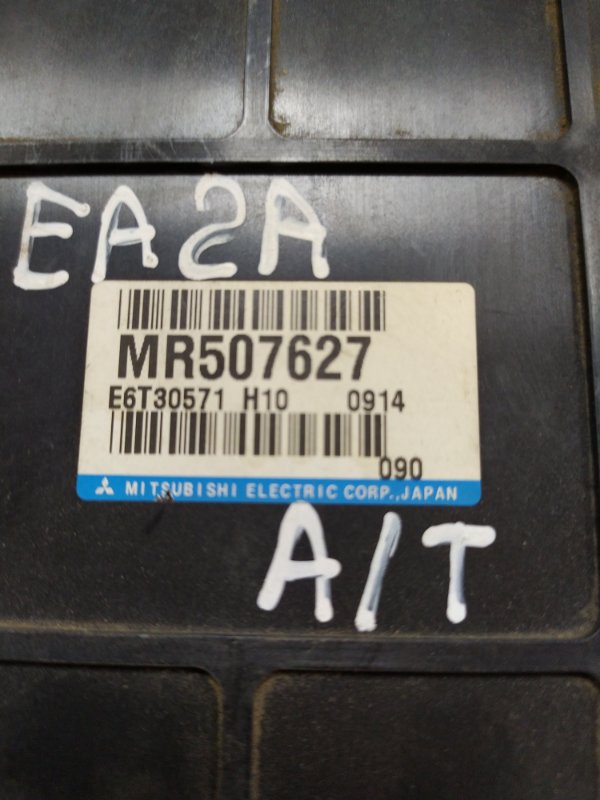 EA2A
MR507627
E6T30571 H10 0914
090
MITSUBISHI ELECTRIC CORP.,JAPAN
A/T